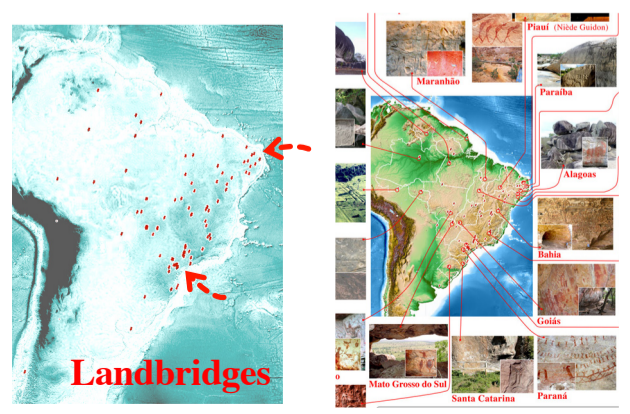 Landbridges
Piauí (Niède Guidon)
Maranhão
Paraíba
Alagoas
Bahia
Goiás
o
Mato Grosso do Sul
Santa Catarina
Paraná